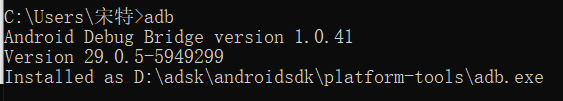 C:\Users\宋特>adb
Android Debug Bridge version 1.0.41
Version 29.0.5-5949299
Installed as D:\adsk\androidsdk\platform-tools\adb.exe